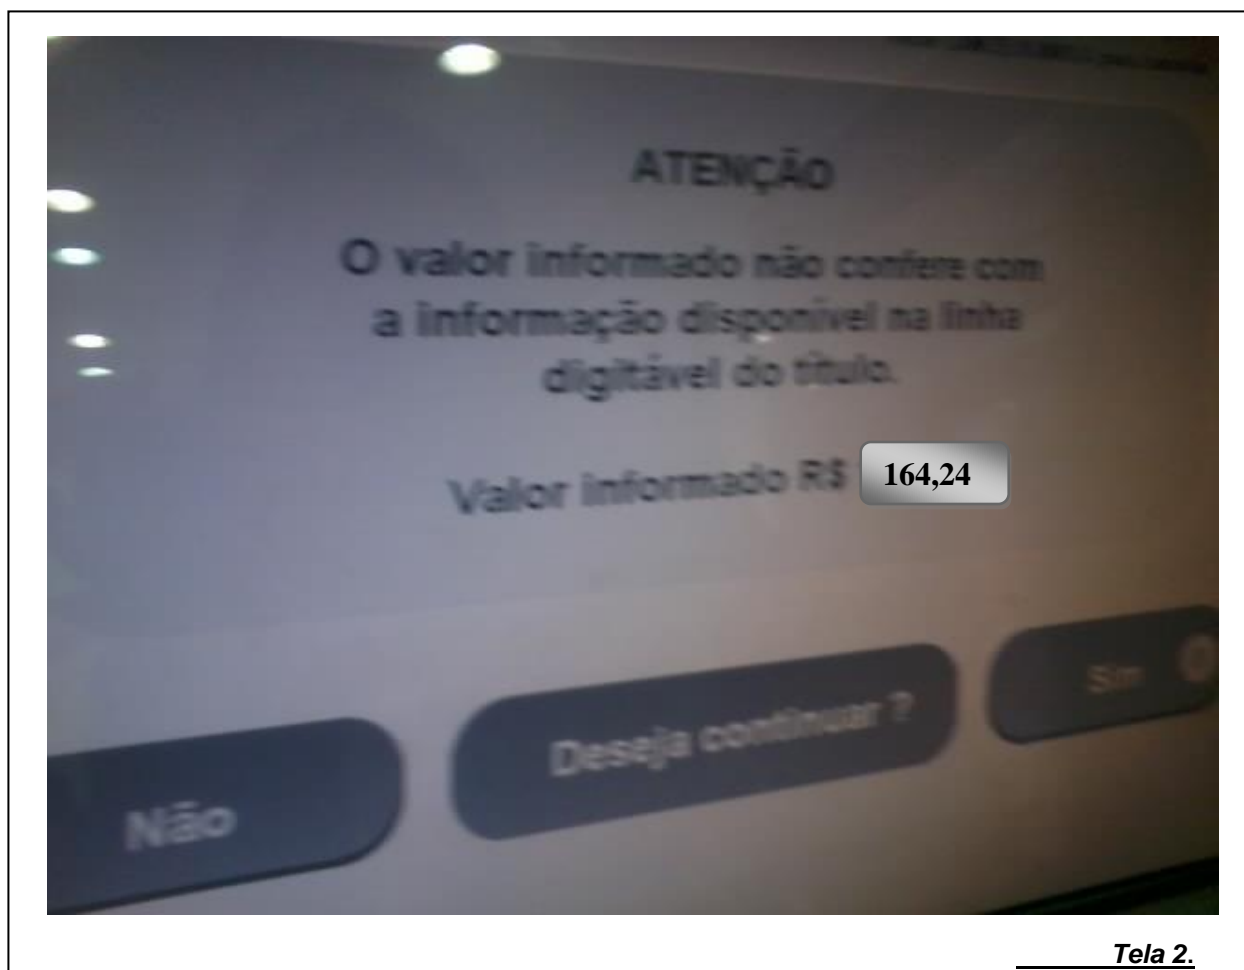 ATENÇÃO
O valor informado não confere com
a informação disponível na linha
digitável do título.
Valor informado R$ 164,24
Não
Deseja continuar ?
Sim
Tela 2.